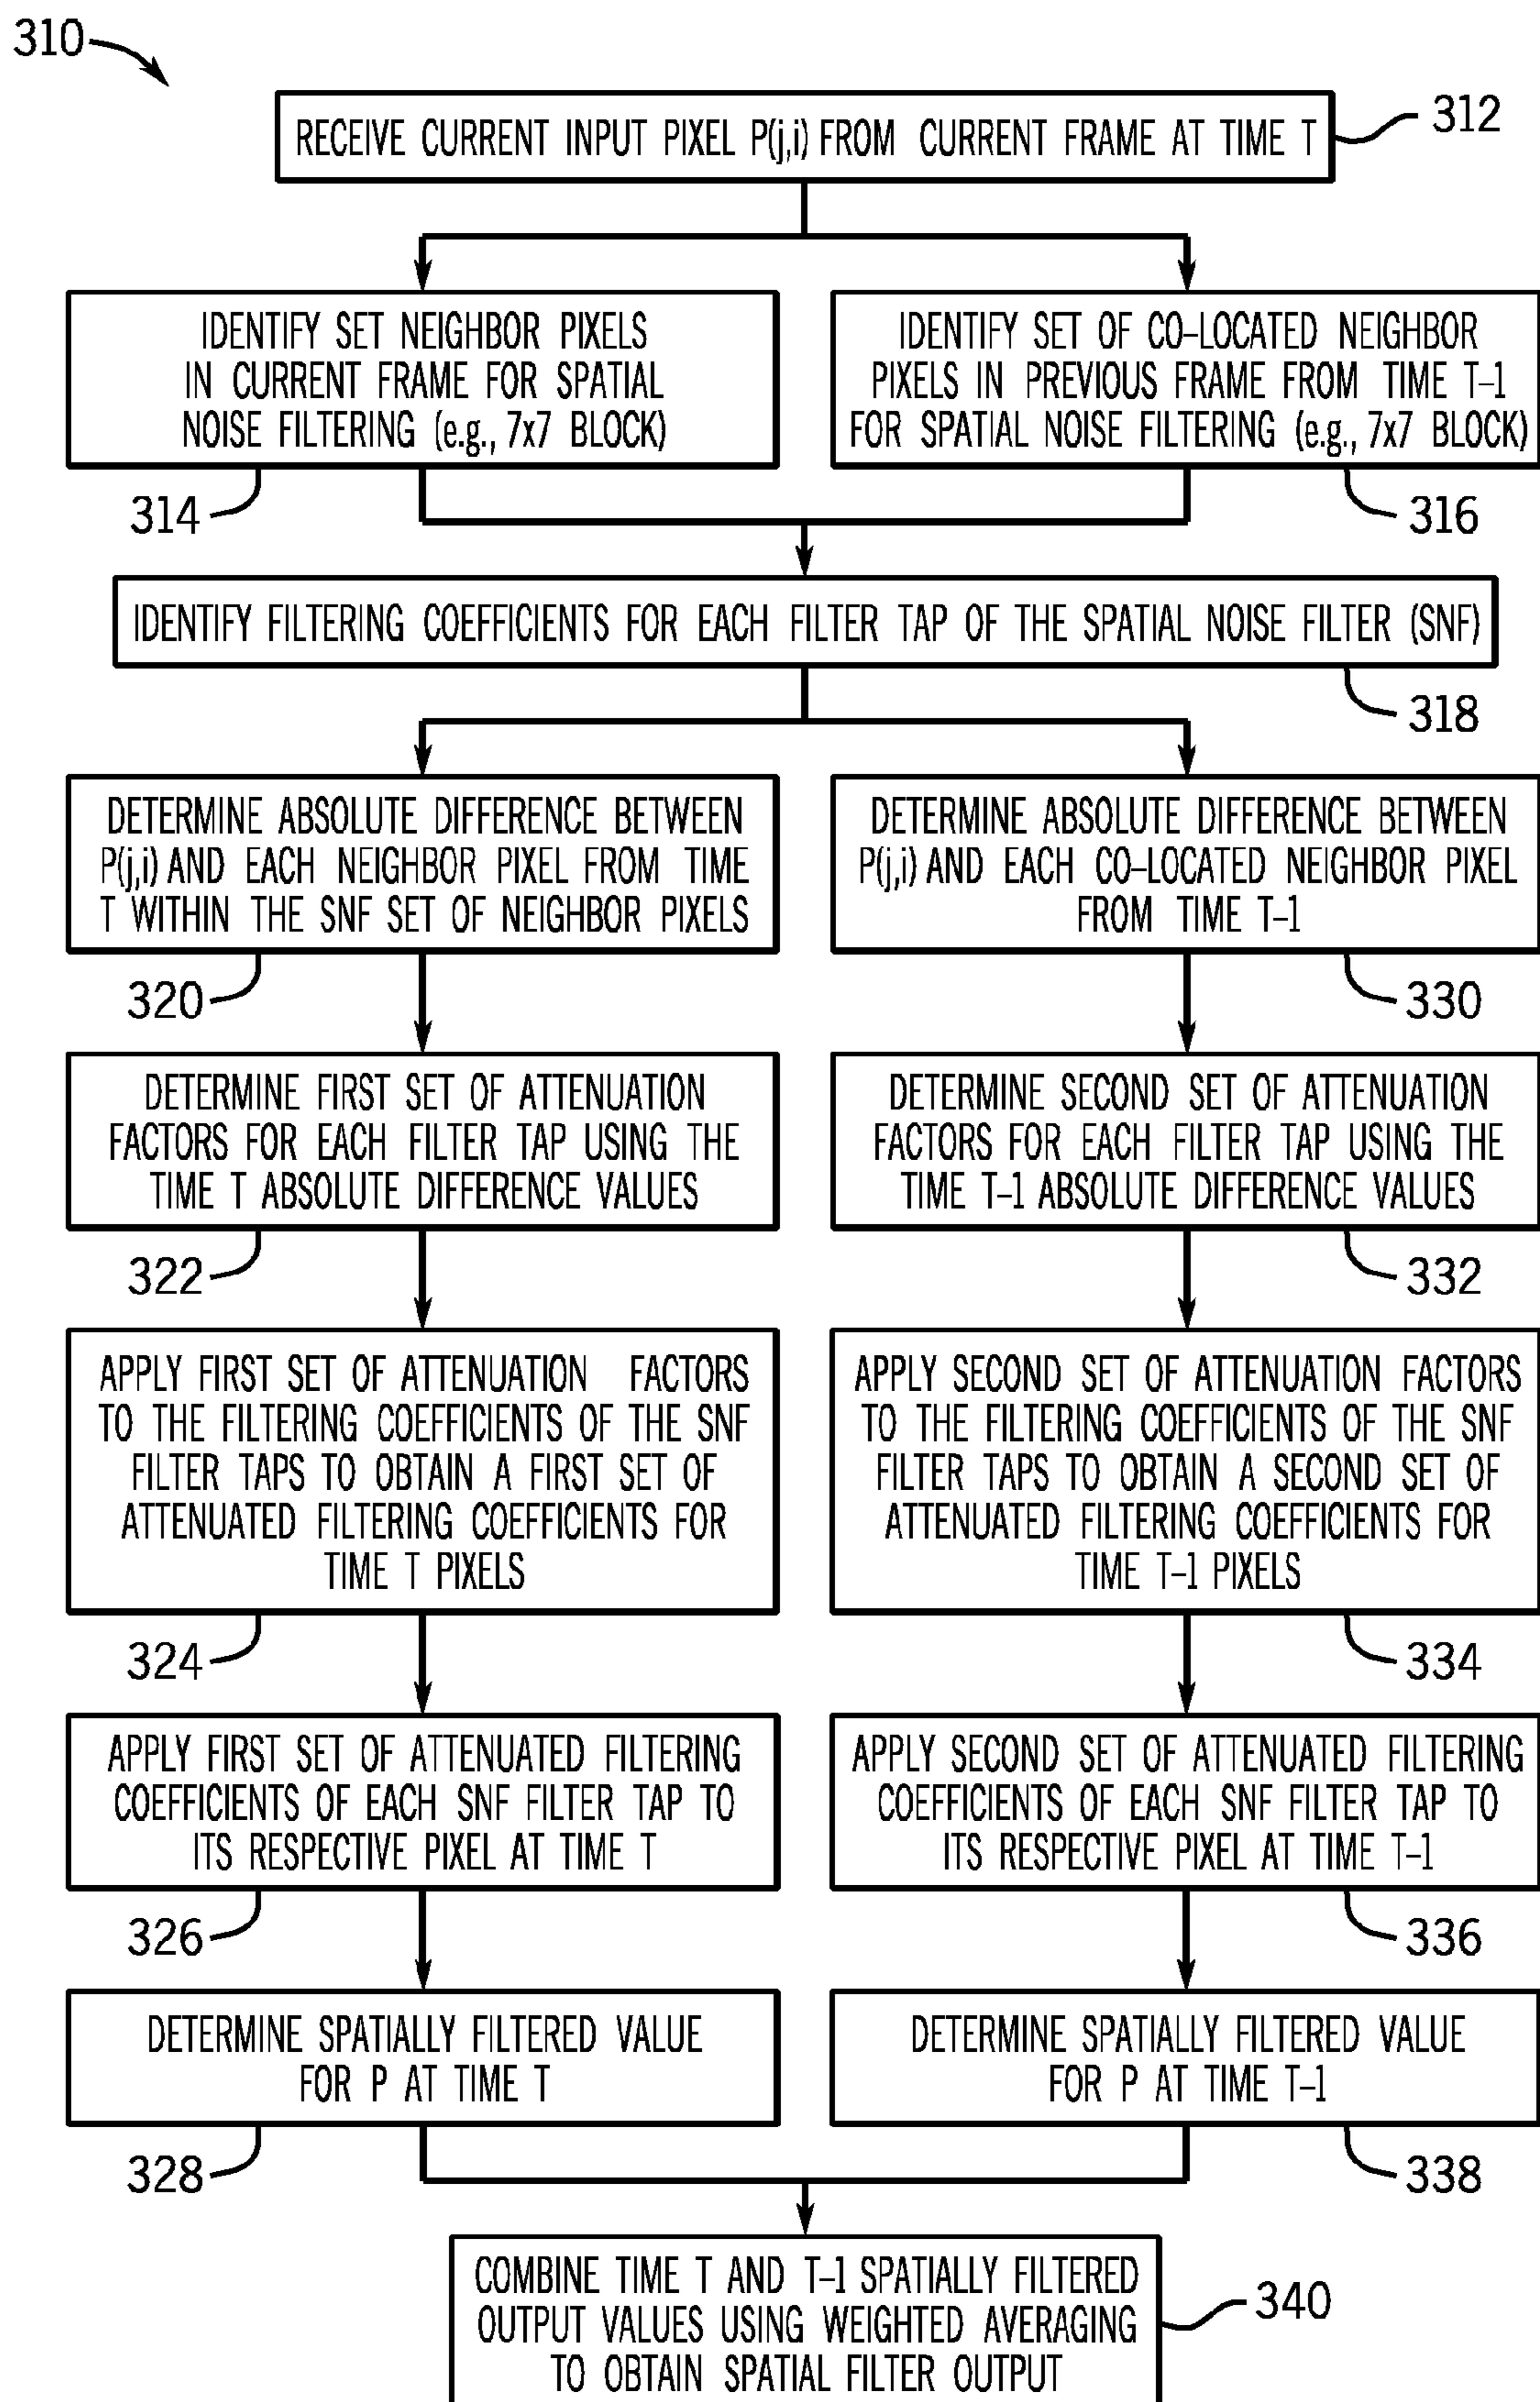 310
RECEIVE CURRENT INPUT PIXEL P(j,i) FROM CURRENT FRAME AT TIME T
312
IDENTIFY SET NEIGHBOR PIXELS
IN CURRENT FRAME FOR SPATIAL
NOISE FILTERING (e.g., 7x7 BLOCK)
314
IDENTIFY SET OF CO-LOCATED NEIGHBOR
PIXELS IN PREVIOUS FRAME FROM TIME T-1
FOR SPATIAL NOISE FILTERING (e.g., 7x7 BLOCK)
316
IDENTIFY FILTERING COEFFICIENTS FOR EACH FILTER TAP OF THE SPATIAL NOISE FILTER (SNF)
318
DETERMINE ABSOLUTE DIFFERENCE BETWEEN
P(j,i) AND EACH NEIGHBOR PIXEL FROM TIME
T WITHIN THE SNF SET OF NEIGHBOR PIXELS
320
DETERMINE ABSOLUTE DIFFERENCE BETWEEN
P(j,i) AND EACH CO-LOCATED NEIGHBOR PIXEL
FROM TIME T-1
330
DETERMINE FIRST SET OF ATTENUATION
FACTORS FOR EACH FILTER TAP USING THE
TIME T ABSOLUTE DIFFERENCE VALUES
322
DETERMINE SECOND SET OF ATTENUATION
FACTORS FOR EACH FILTER TAP USING THE
TIME T-1 ABSOLUTE DIFFERENCE VALUES
332
APPLY FIRST SET OF ATTENUATION FACTORS
TO THE FILTERING COEFFICIENTS OF THE SNF
FILTER TAPS TO OBTAIN A FIRST SET OF
ATTENUATED FILTERING COEFFICIENTS FOR
TIME T PIXELS
324
APPLY SECOND SET OF ATTENUATION FACTORS
TO THE FILTERING COEFFICIENTS OF THE SNF
FILTER TAPS TO OBTAIN A SECOND SET OF
ATTENUATED FILTERING COEFFICIENTS FOR
TIME T-1 PIXELS
334
APPLY FIRST SET OF ATTENUATED FILTERING
COEFFICIENTS OF EACH SNF FILTER TAP TO
ITS RESPECTIVE PIXEL AT TIME T
326
APPLY SECOND SET OF ATTENUATED FILTERING
COEFFICIENTS OF EACH SNF FILTER TAP TO
ITS RESPECTIVE PIXEL AT TIME T-1
336
DETERMINE SPATIALLY FILTERED VALUE
FOR P AT TIME T
328
DETERMINE SPATIALLY FILTERED VALUE
FOR P AT TIME T-1
338
COMBINE TIME T AND T-1 SPATIALLY FILTERED
OUTPUT VALUES USING WEIGHTED AVERAGING
TO OBTAIN SPATIAL FILTER OUTPUT
340